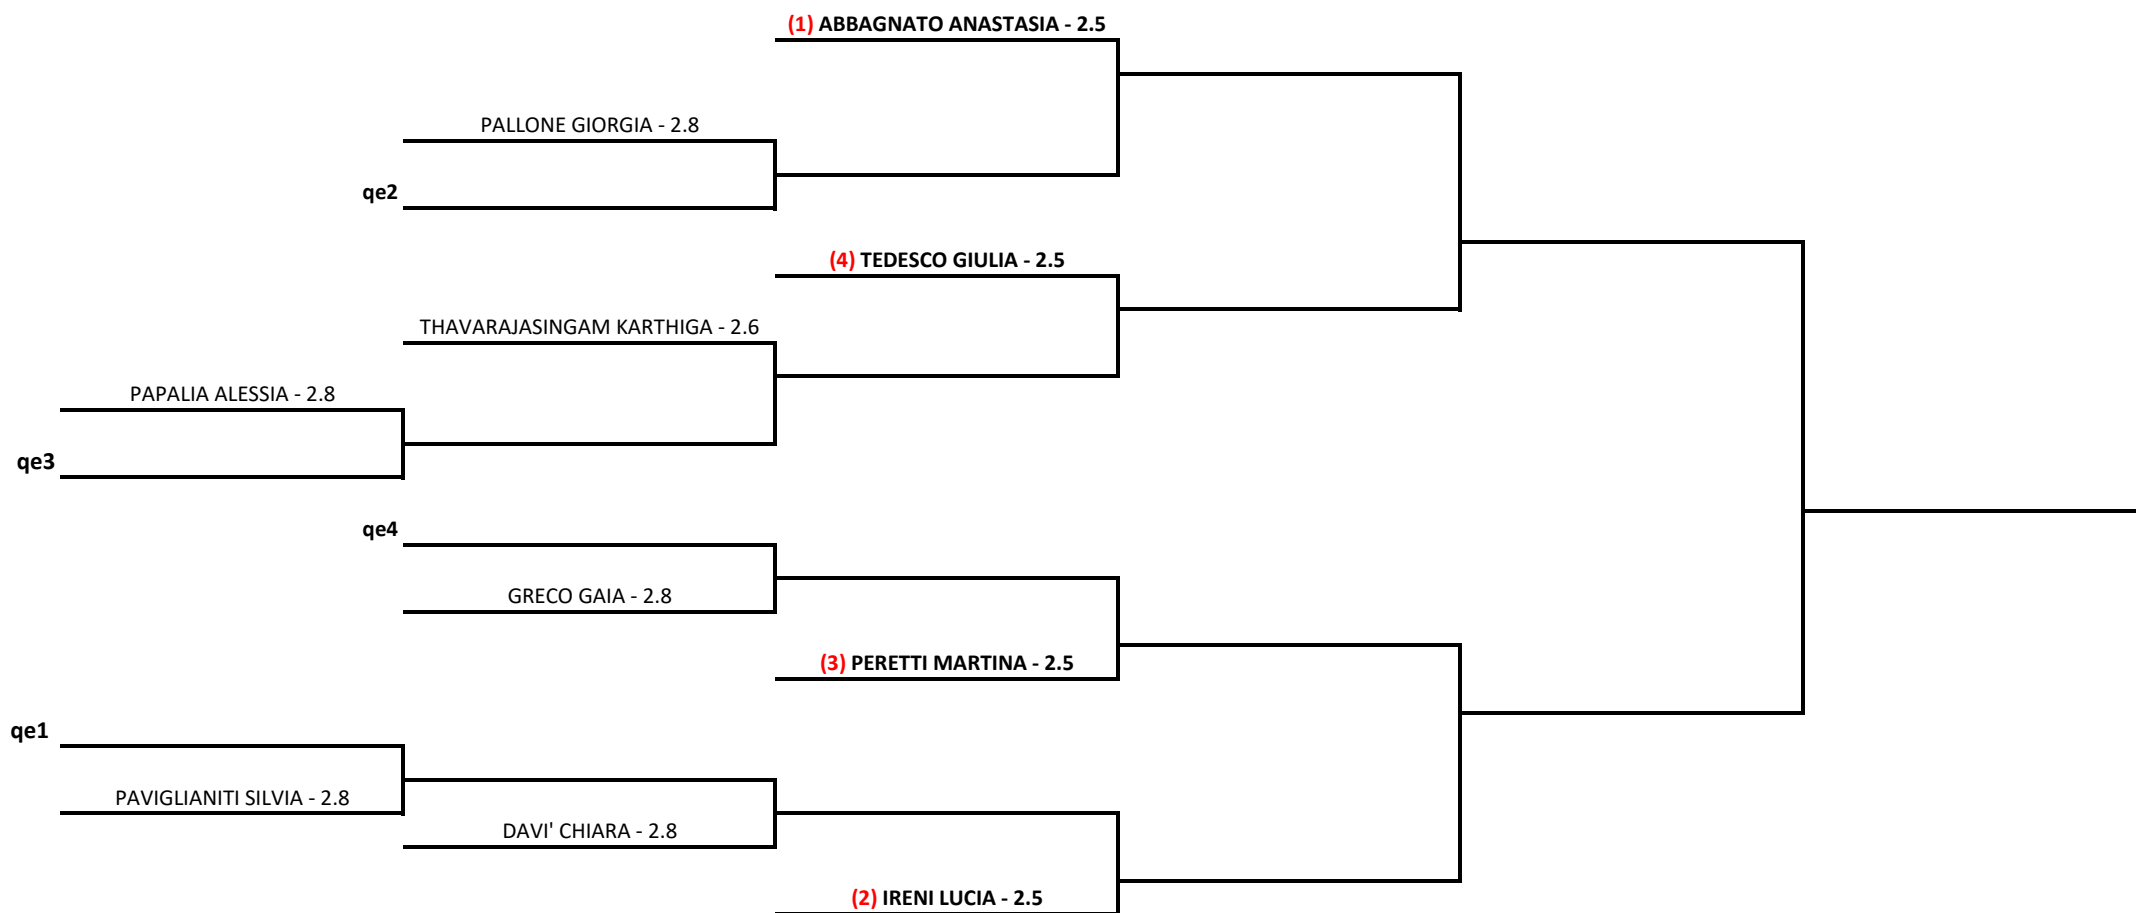 (1) ABBAGNATO ANASTASIA - 2.5
PALLONE GIORGIA - 2.8
qe2
(4) TEDESCO GIULIA - 2.5
THAVARAJASINGAM KARTHIGA - 2.6
PAPALIA ALESSIA - 2.8
qe3
qe4
GRECO GAIA - 2.8
(3) PERETTI MARTINA - 2.5
qe1
PAVIGLIANITI SILVIA - 2.8
DAVI' CHIARA - 2.8
(2) IRENI LUCIA - 2.5